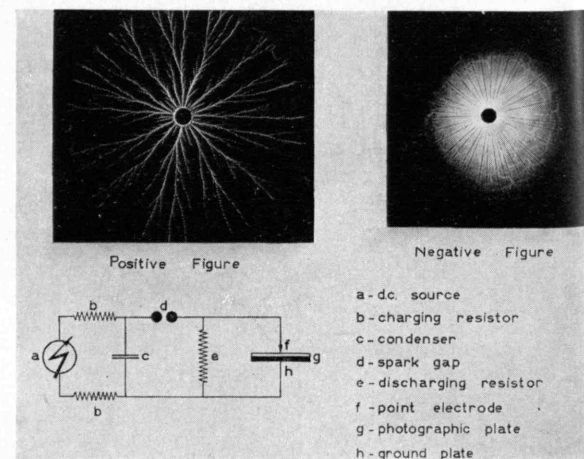 Positive Figure
Negative Figure
b
d
a
c
e
f
g
h
b
a - d.c. source
b - charging resistor
c - condenser
d - spark gap
e - discharging resistor
f - point electrode
g - photographic plate
h - ground plate